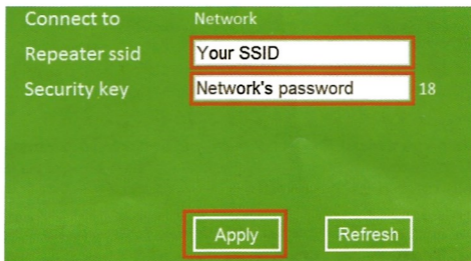 Connect to Network
Repeater ssid Your SSID
Security key Network's password 18
Apply Refresh